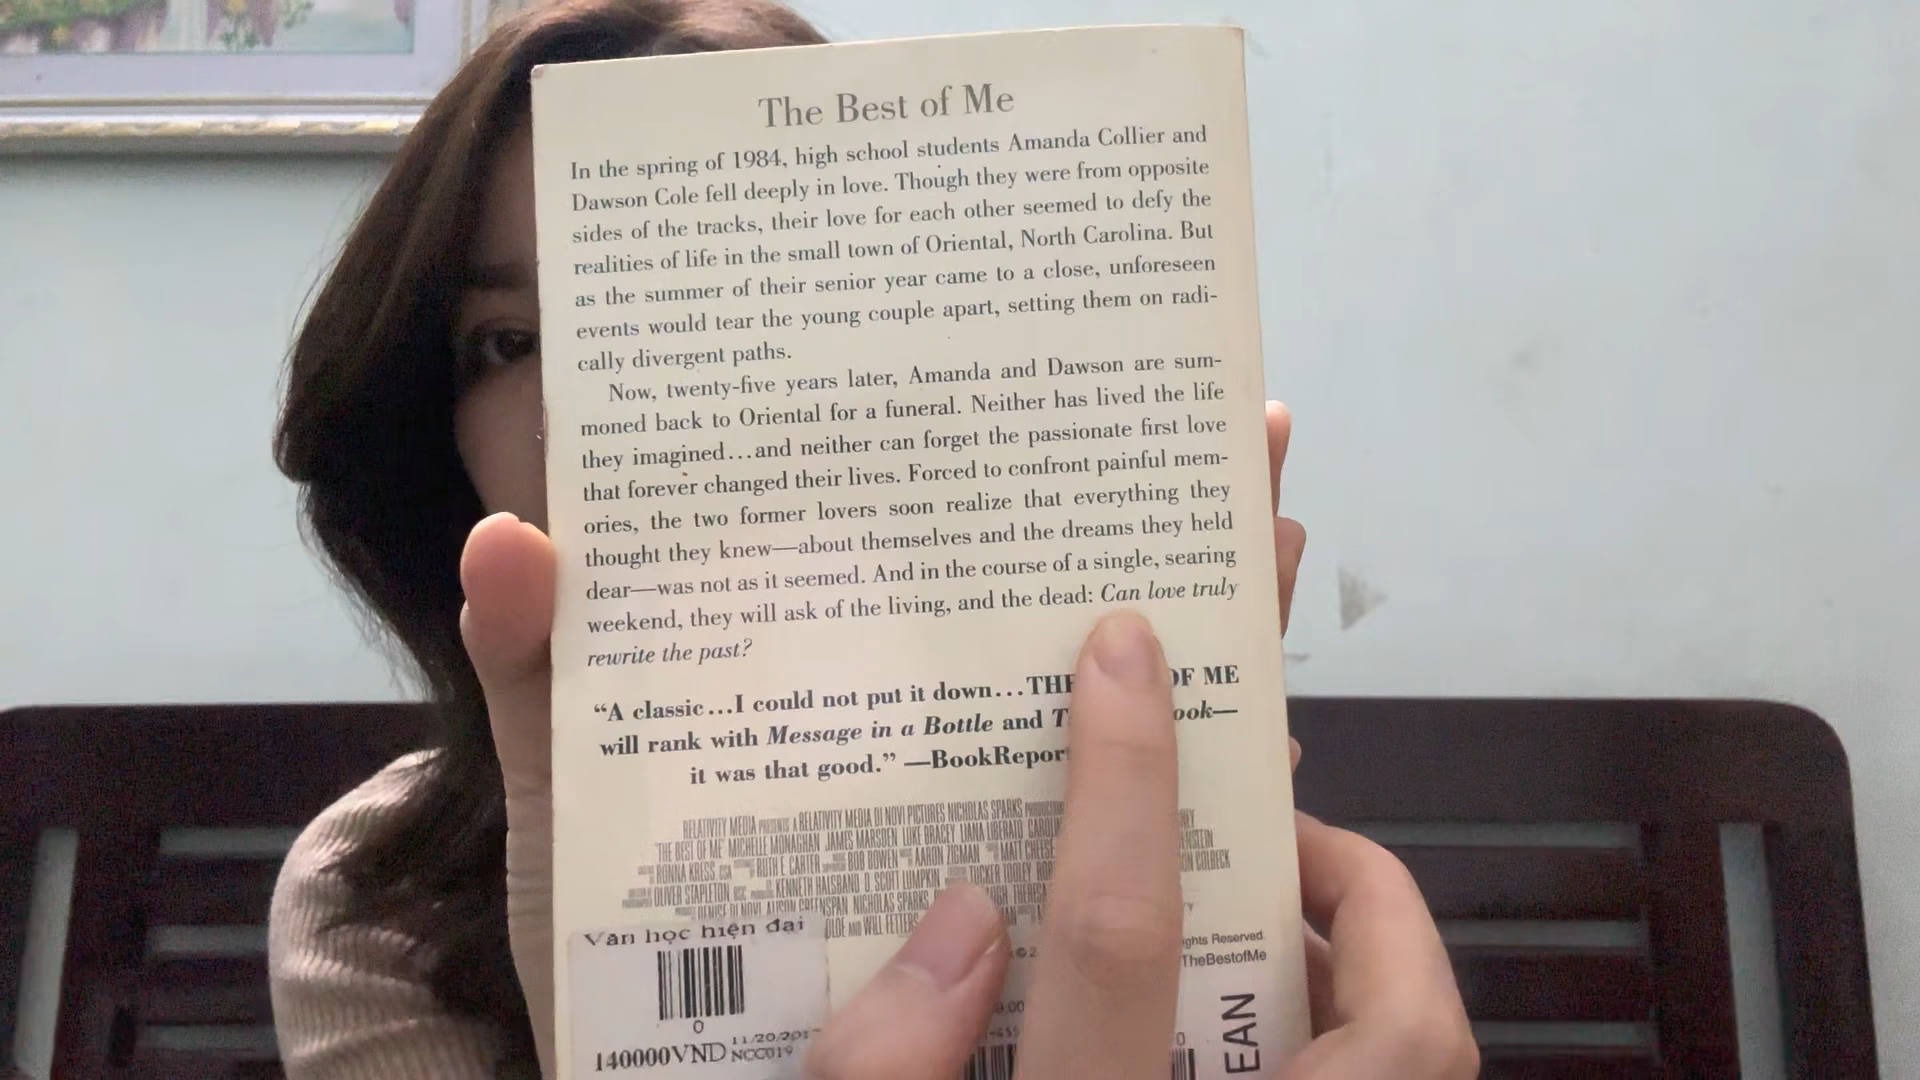 The Best of Me
In the spring of 1984, high school students Amanda Collier and
Dawson Cole fell deeply in love. Though they were from opposite
sides of the tracks, their love for each other seemed to defy the
realities of life in the small town of Oriental, North Carolina. But
as the summer of their senior year came to a close, unforeseen
events would tear the young couple apart, setting them on radi-
cally divergent paths.
Now, twenty-five years later, Amanda and Dawson are sum-
moned back to Oriental for a funeral. Neither has lived the life
they imagined...and neither can forget the passionate first love
that forever changed their lives. Forced to confront painful mem-
ories, the two former lovers soon realize that everything they
thought they knew—about themselves and the dreams they held
dear—was not as it seemed. And in the course of a single, searing
weekend, they will ask of the living, and the dead: Can love truly
rewrite the past?
“A classic...I could not put it down...THE OF ME
will rank with Message in a Bottle and
it was that good.” —BookRepor
RELATIVITY MEDIA PRESENTS A RELATIVITY MEDIA DI NOVI PICTURES NICHOLAS SPARKS
"THE BEST OF ME" MICHELLE MONAGHAN JAMES MARSDEN LUKE BRACEY LIANA LIBERATO
RONNA KRESS, CSA RUTH E CARTER BOB BOWEN AARON ZIGMAN MATT
OLIVER STAPLETON BSC KENNETH HALSBAND D. SCOTT LUMPKIN TUCKER TOOLEY
DENISE DI NOVI ALISON GREENSPAN NICHOLAS SPARKS
AND WILL FETTERS
ghts Reserved.
TheBestofMe
Văn học hiện đại
0
11/20/201
140000VND NCC019
EAN